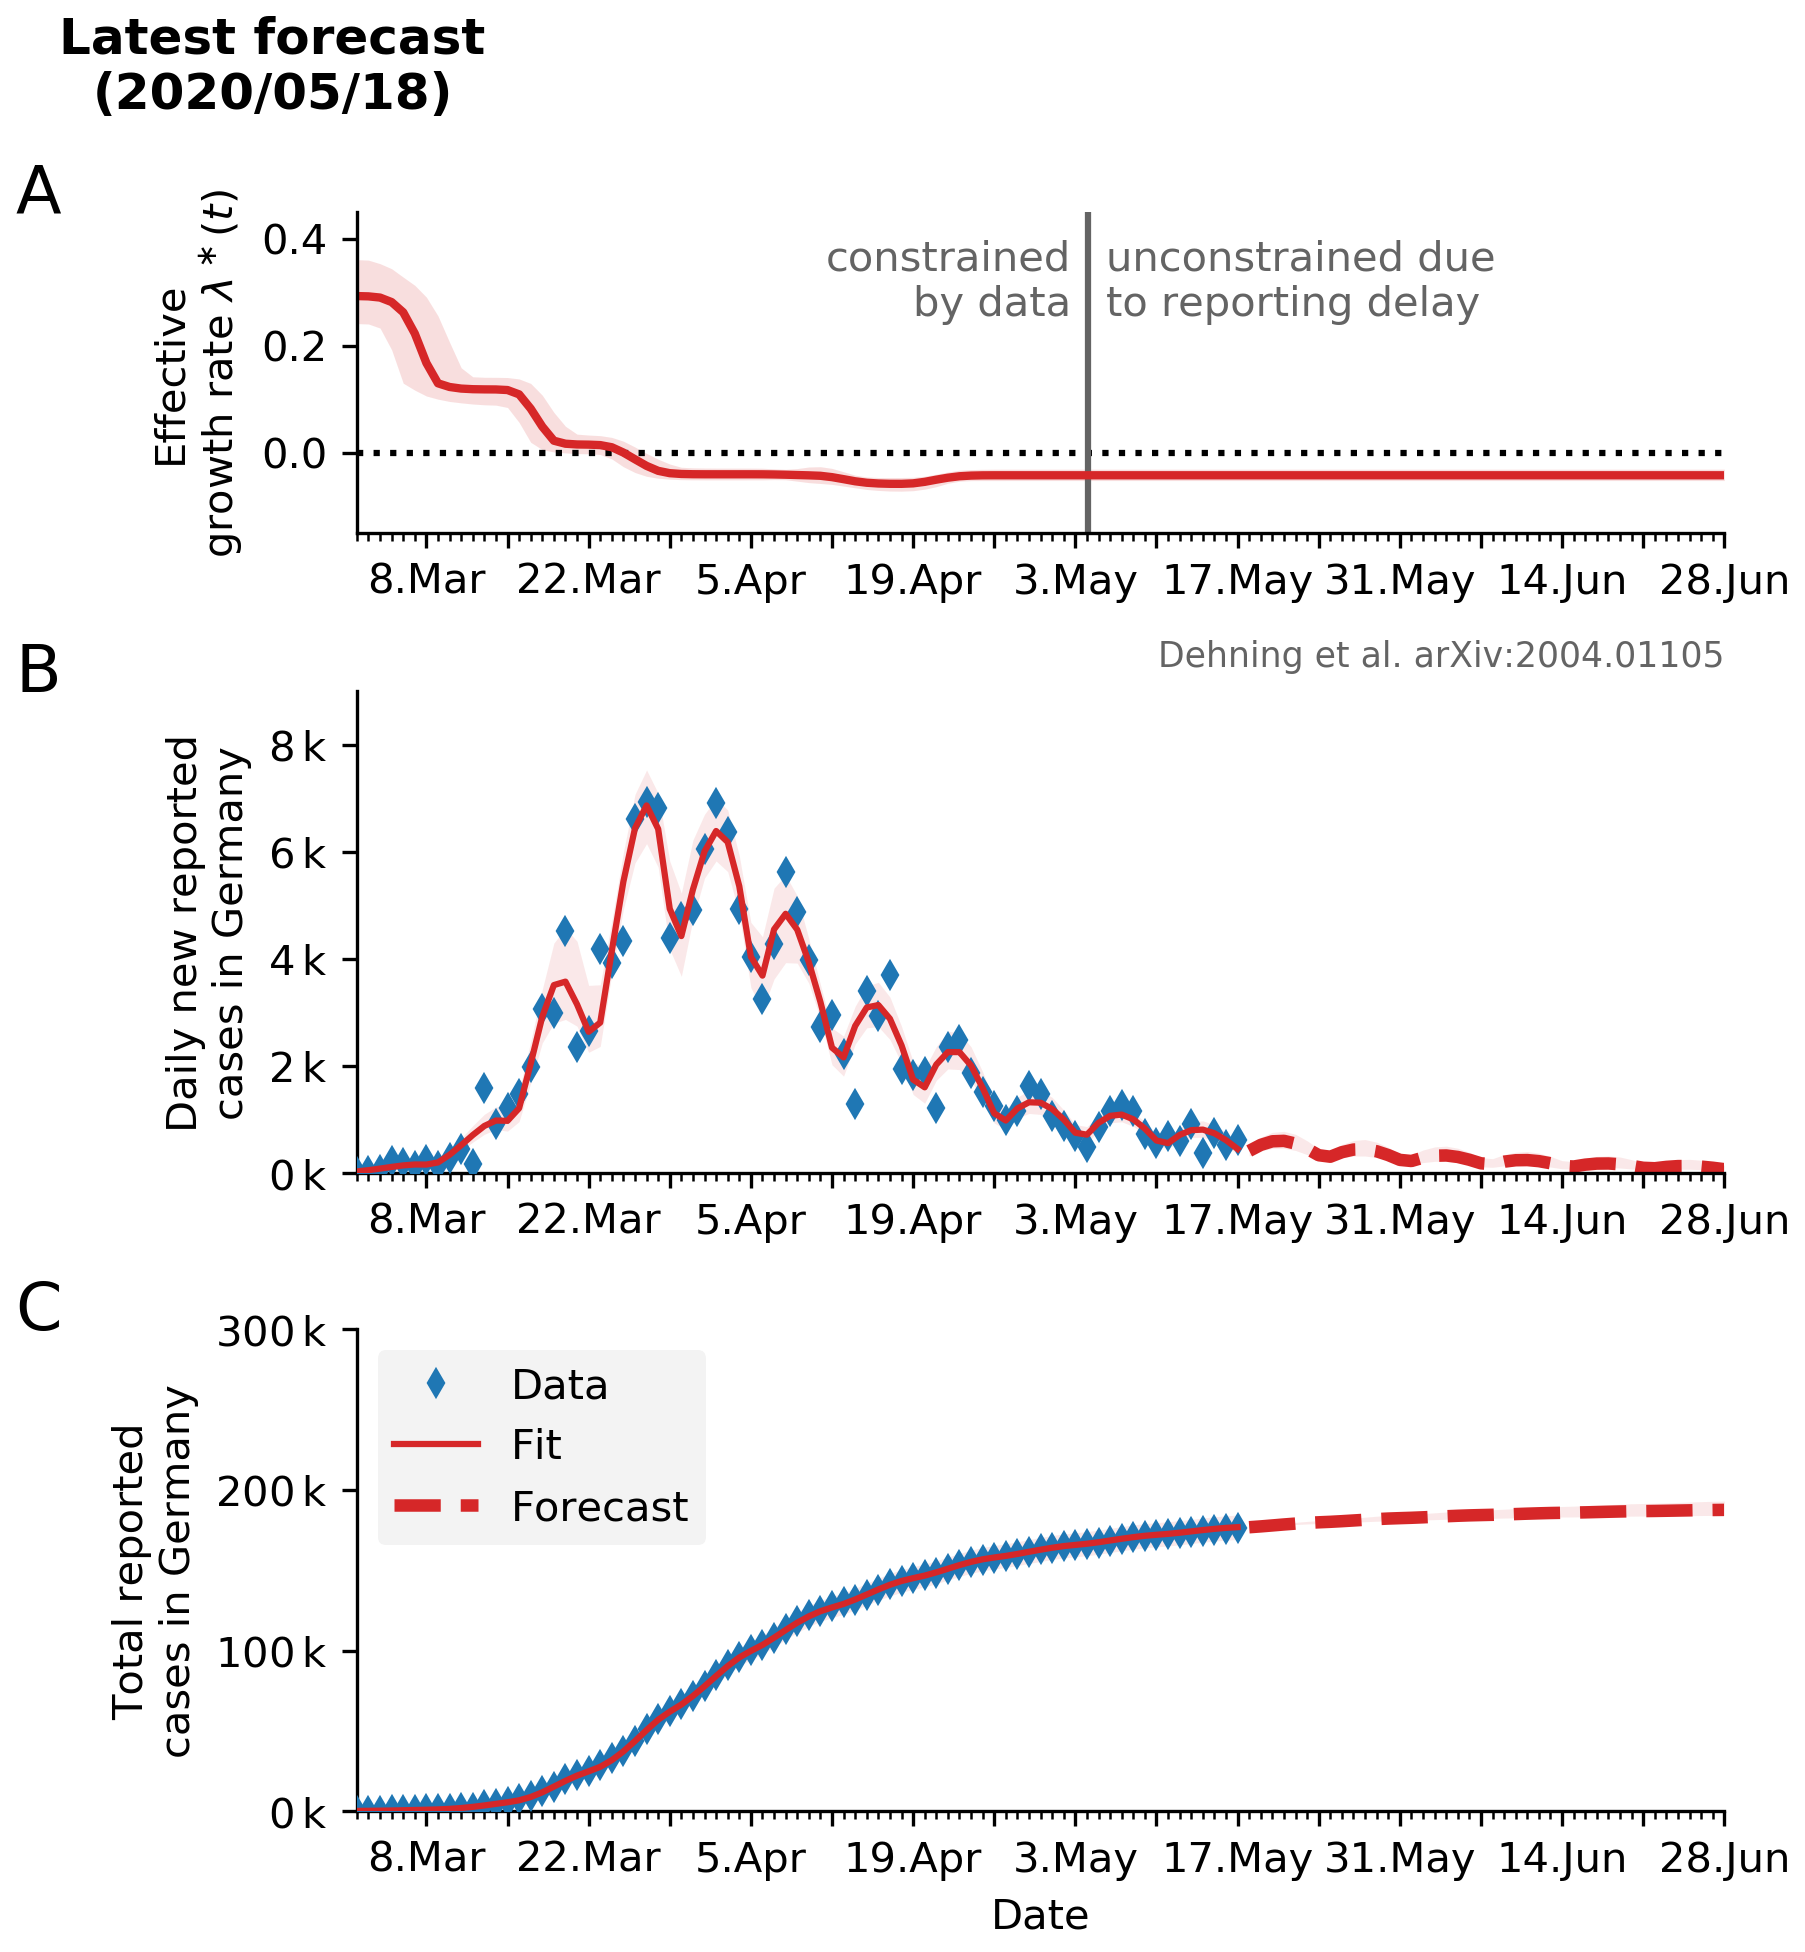 Latest forecast
(2020/05/18)
A
Effective
growth rate λ*(t)
0.4
0.2
0.0
constrained
by data
unconstrained due
to reporting delay
8.Mar 22.Mar 5.Apr 19.Apr 3.May 17.May 31.May 14.Jun 28.Jun
Dehning et al. arXiv:2004.01105
B
Daily new reported
cases in Germany
8 k
6 k
4 k
2 k
0 k
8.Mar 22.Mar 5.Apr 19.Apr 3.May 17.May 31.May 14.Jun 28.Jun
C
Total reported
cases in Germany
300 k
200 k
100 k
0 k
Data
Fit
Forecast
8.Mar 22.Mar 5.Apr 19.Apr 3.May 17.May 31.May 14.Jun 28.Jun
Date